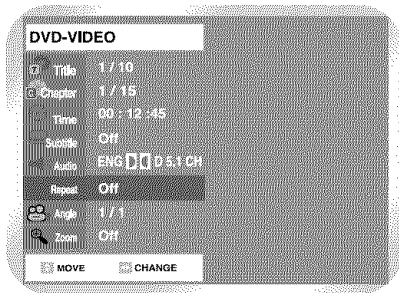 DVD-VIDEO
Title 1 / 10
Chapter 1 / 15
Time 00 : 12 :45
Subtitle Off
Audio ENG D 5.1 CH
Repeat Off
Angle 1 / 1
Zoom Off
MOVE CHANGE